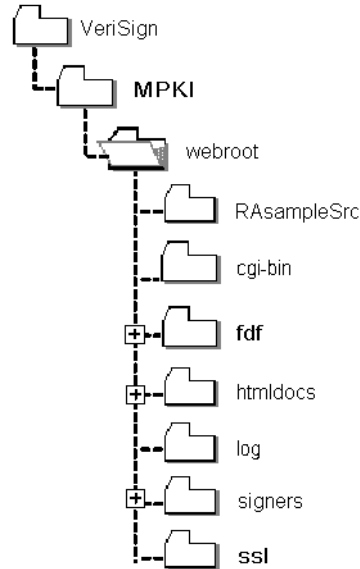 VeriSign
MPKI
webroot
RAsampleSrc
cgi-bin
fdf
htmldocs
log
signers
ssl